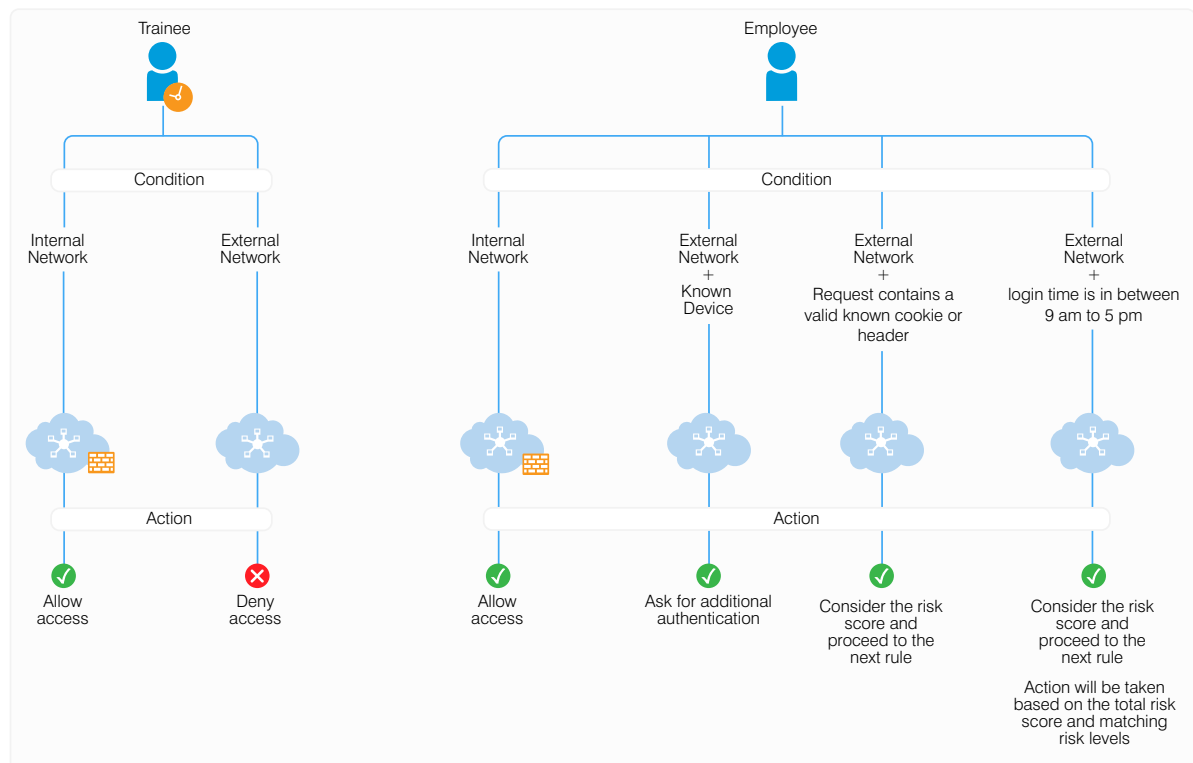 Trainee
Condition
Internal
Network
External
Network
Action
Allow
access
Deny
access
Employee
Condition
Internal
Network
External
Network
+
Known
Device
External
Network
+
Request contains a
valid known cookie or
header
External
Network
+
login time is in between
9 am to 5 pm
Action
Allow
access
Ask for additional
authentication
Consider the risk
score and
proceed to the
next rule
Consider the risk
score and
proceed to the
next rule
Action will be taken
based on the total risk
score and matching
risk levels